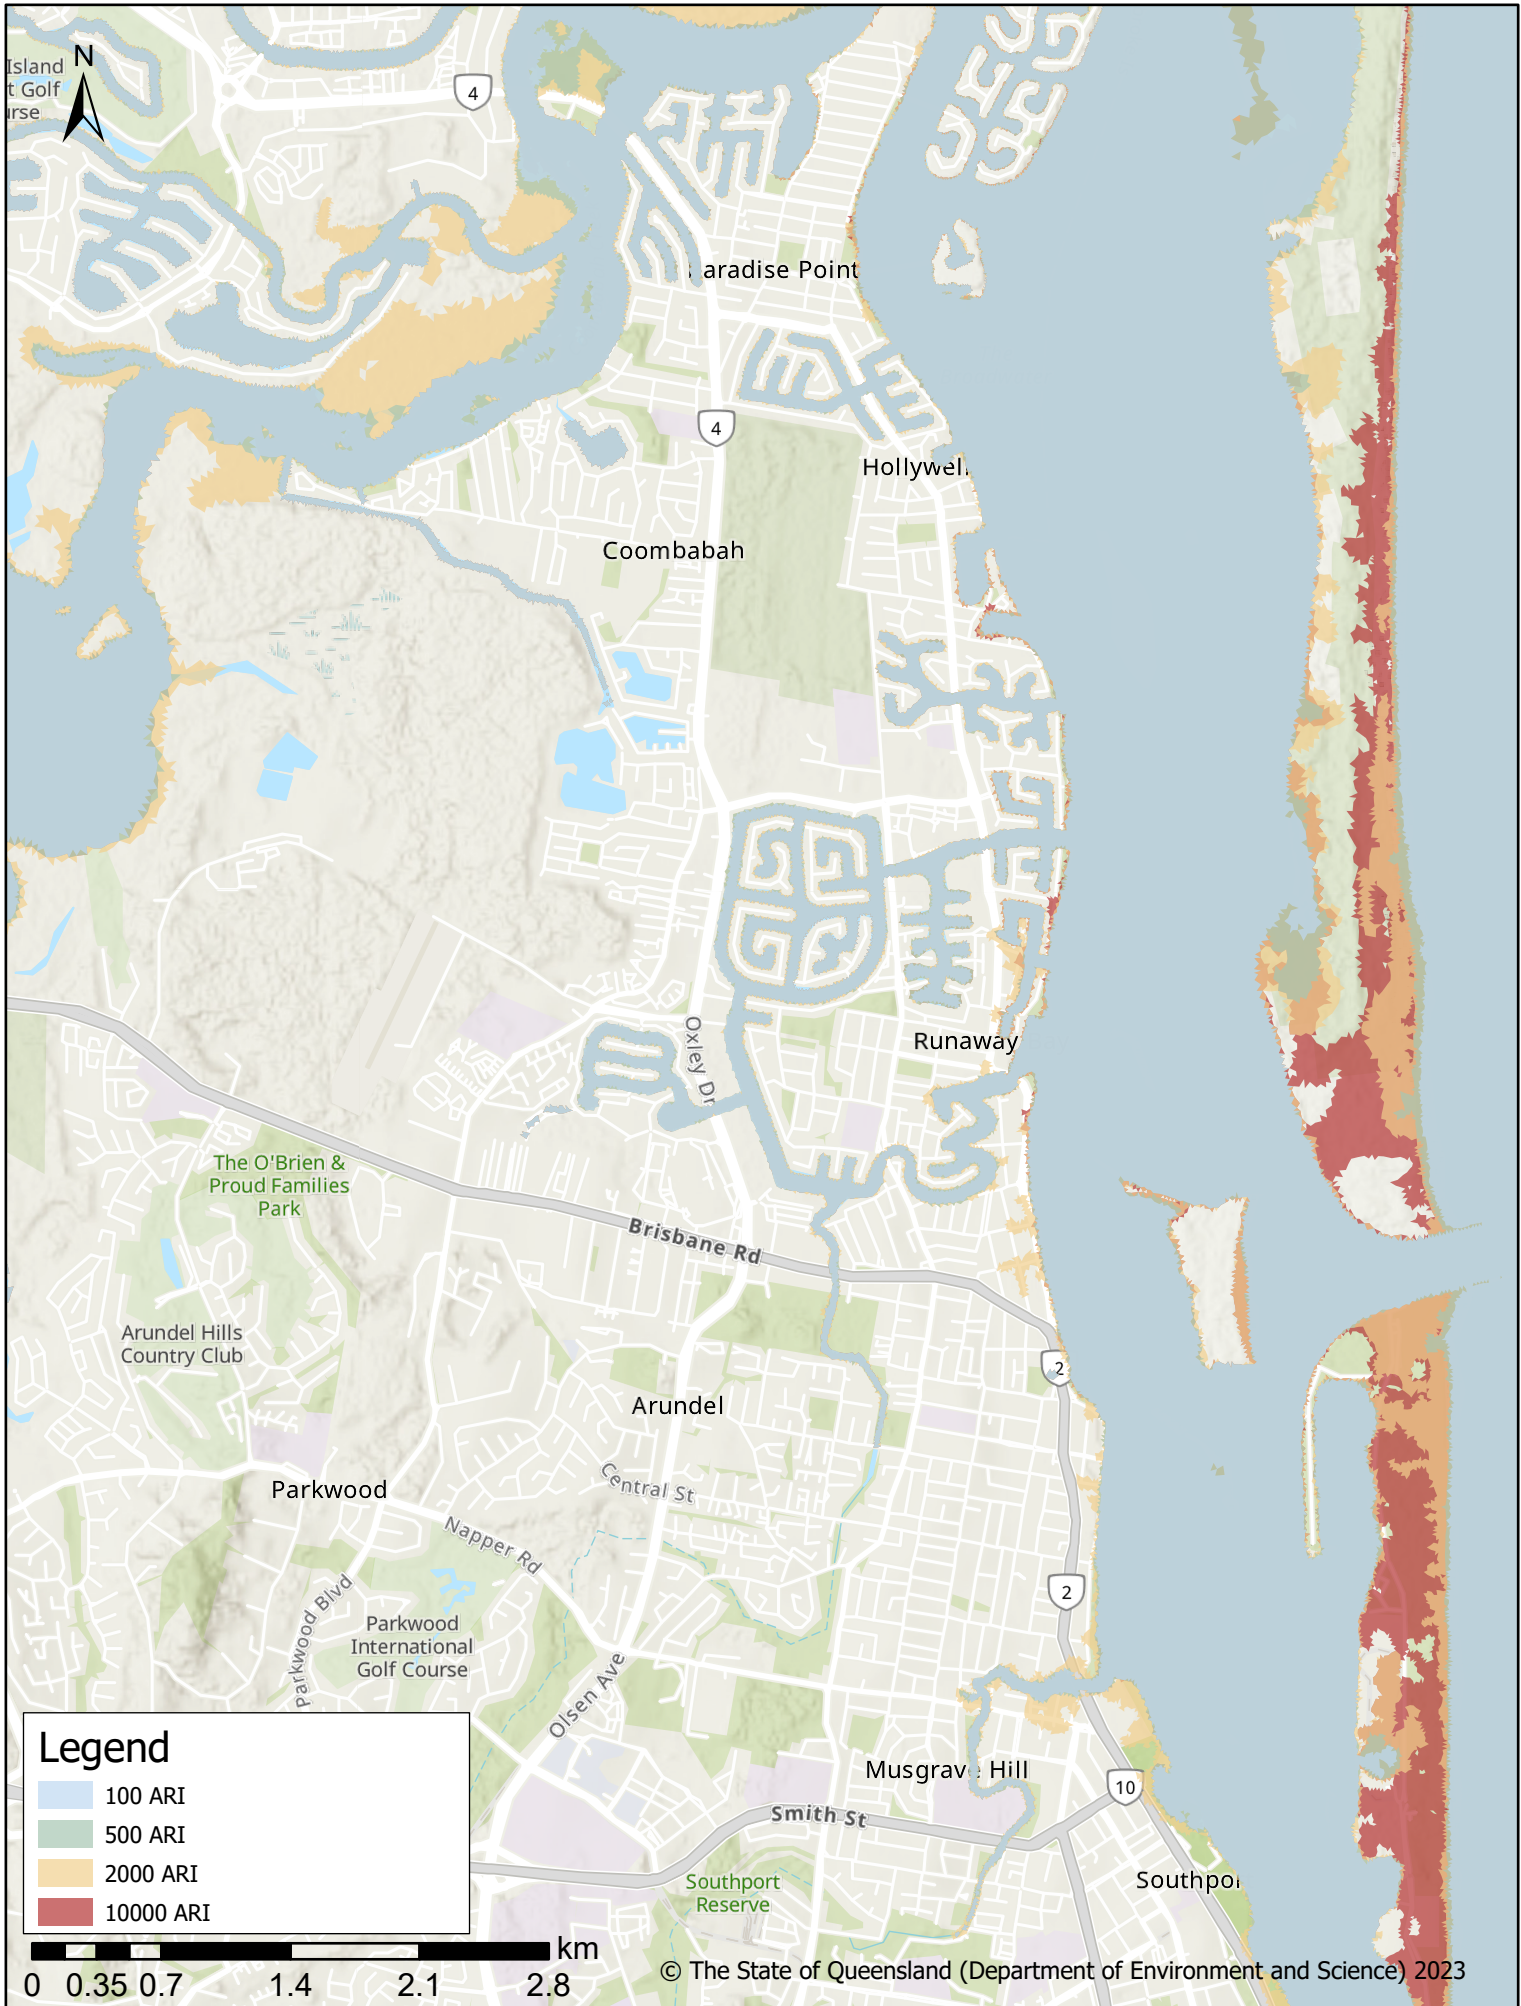 N
Island
t Golf
urse
4
aradise Point
4
Hollywel
Coombabah
Oxley Dr
Runaway
The O'Brien &
Proud Families
Park
Brisbane Rd
Arundel Hills
Country Club
2
Arundel
Parkwood
Central St
Napper Rd
Parkwood Blvd
2
Parkwood
International
Golf Course
Olsen Ave
Musgrave Hill
10
Smith St
Southpor
Southport
Reserve
Legend
100 ARI
500 ARI
2000 ARI
10000 ARI
km
0 0.35 0.7 1.4 2.1 2.8
© The State of Queensland (Department of Environment and Science) 2023